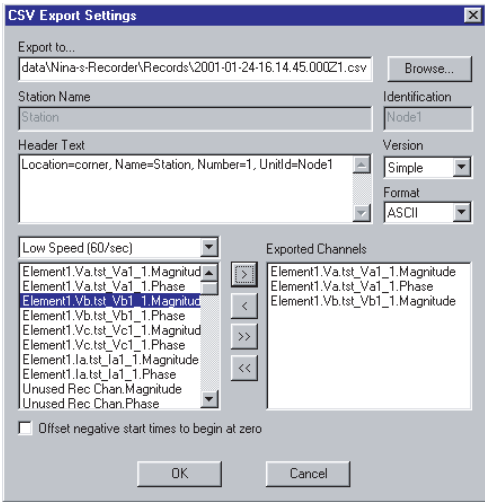 CSV Export Settings
Export to...
data\Nina-s-Recorder\Records\2001-01-24-16.14.45.000Z1.csv
Browse...
Station Name
Identification
Station
Node1
Header Text
Version
Location=corner, Name=Station, Number=1, UnitId=Node1
Simple
Format
ASCII
Low Speed (60/sec)
Exported Channels
Element1.Va.tst_Va1_1.Magnitud
Element1.Va.tst_Va1_1.Phase
Element1.Vb.tst_Vb1_1.Magnitud
Element1.Vb.tst_Vb1_1.Phase
Element1.Vc.tst_Vc1_1.Magnitud
Element1.Ia.tst_Ia1_1.Magnitude
Element1.Ia.tst_Ia1_1.Phase
Unused Rec Chan.Magnitude
Unused Rec Chan.Phase
>
<
>>
<<
Element1.Va.tst_Va1_1.Magnitude
Element1.Va.tst_Va1_1.Phase
Element1.Vb.tst_Vb1_1.Magnitude
Offset negative start times to begin at zero
OK
Cancel